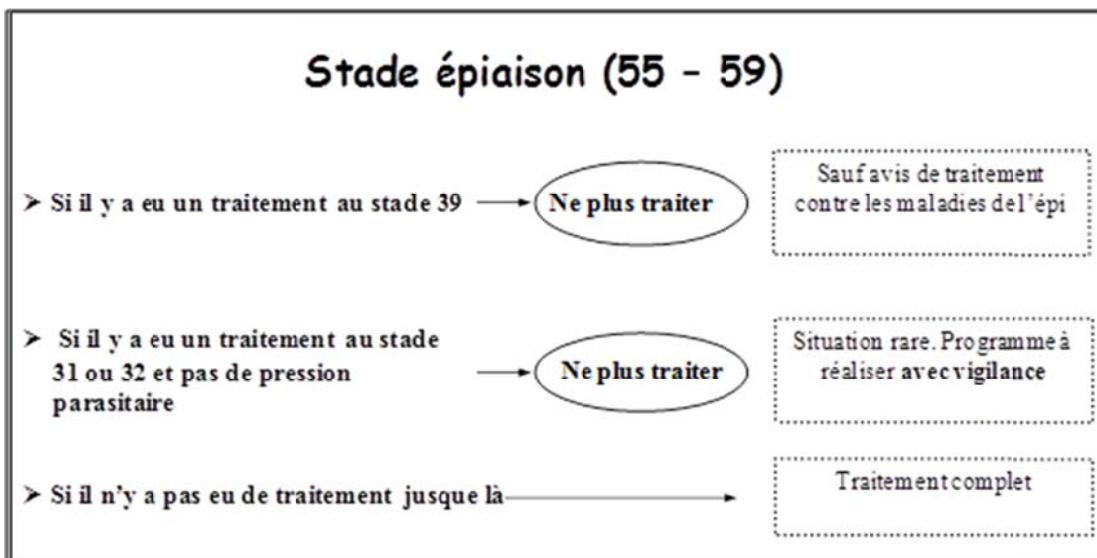 Stade épiaison (55 – 59)
➤ Si il y a eu un traitement au stade 39
Ne plus traiter
Sauf avis de traitement
contre les maladies de l'épi
➤ Si il y a eu un traitement au stade
31 ou 32 et pas de pression
parasitaire
Ne plus traiter
Situation rare. Programme à
réaliser avec vigilance
➤ Si il n'y a pas eu de traitement jusque là
Traitement complet